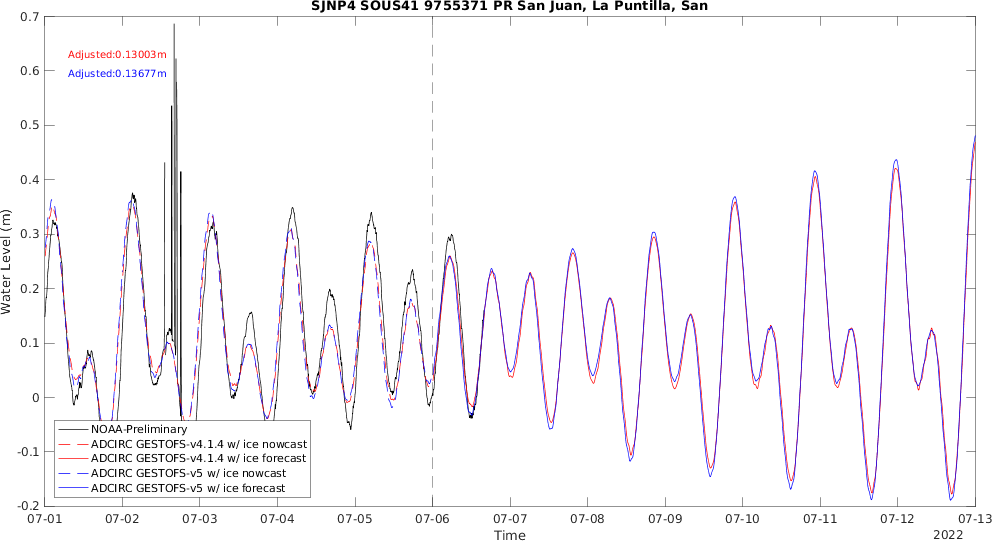 SJNP4 SOUS41 9755371 PR San Juan, La Puntilla, San
0.7
0.6
0.5
0.4
0.3
0.2
0.1
0
-0.1
-0.2
Water Level (m)
Adjusted:0.13003m
Adjusted:0.13677m
NOAA-Preliminary
ADCIRC GESTOFS-v4.1.4 w/ ice nowcast
ADCIRC GESTOFS-v4.1.4 w/ ice forecast
ADCIRC GESTOFS-v5 w/ ice nowcast
ADCIRC GESTOFS-v5 w/ ice forecast
07-01 07-02 07-03 07-04 07-05 07-06 07-07 07-08 07-09 07-10 07-11 07-12 07-13
Time
2022